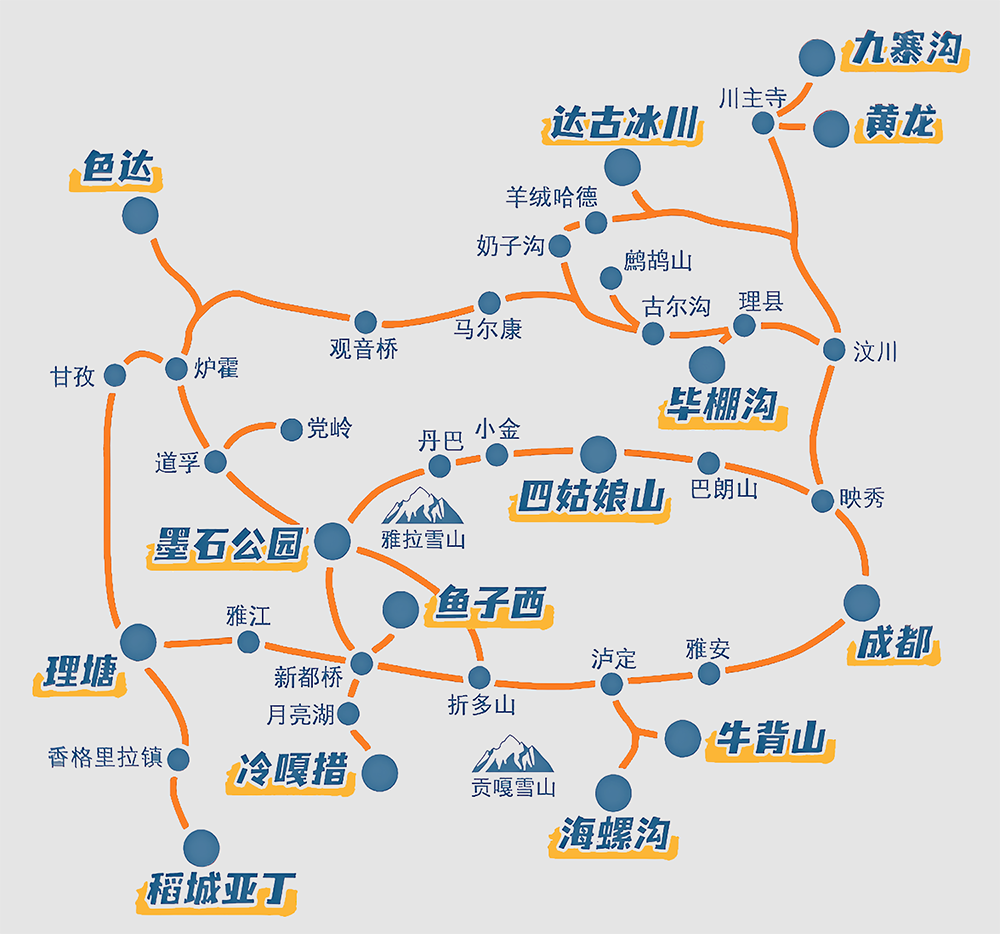 九寨沟
川主寺
黄龙
达古冰川
色达
羊绒哈德
奶子沟
鹧鸪山
古尔沟
理县
马尔康
观音桥
汶川
甘孜
炉霍
毕棚沟
党岭
丹巴
小金
道孚
四姑娘山
巴朗山
映秀
墨石公园
雅拉雪山
鱼子西
雅江
成都
理塘
新都桥
泸定
雅安
折多山
月亮湖
牛背山
香格里拉镇
冷嘎措
贡嘎雪山
海螺沟
稻城亚丁